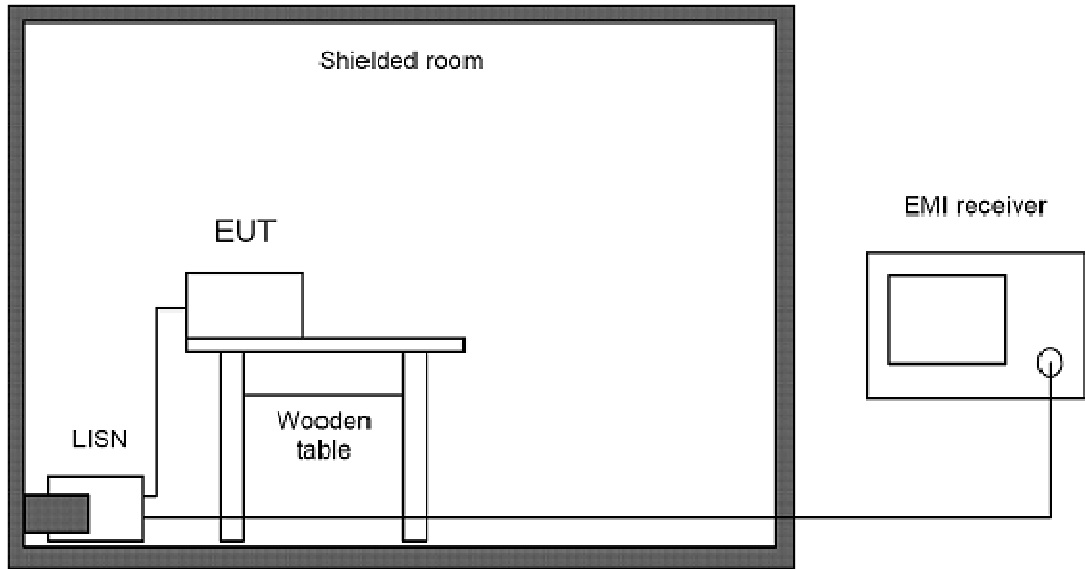 Shielded room
EMI receiver
EUT
Wooden
table
LISN